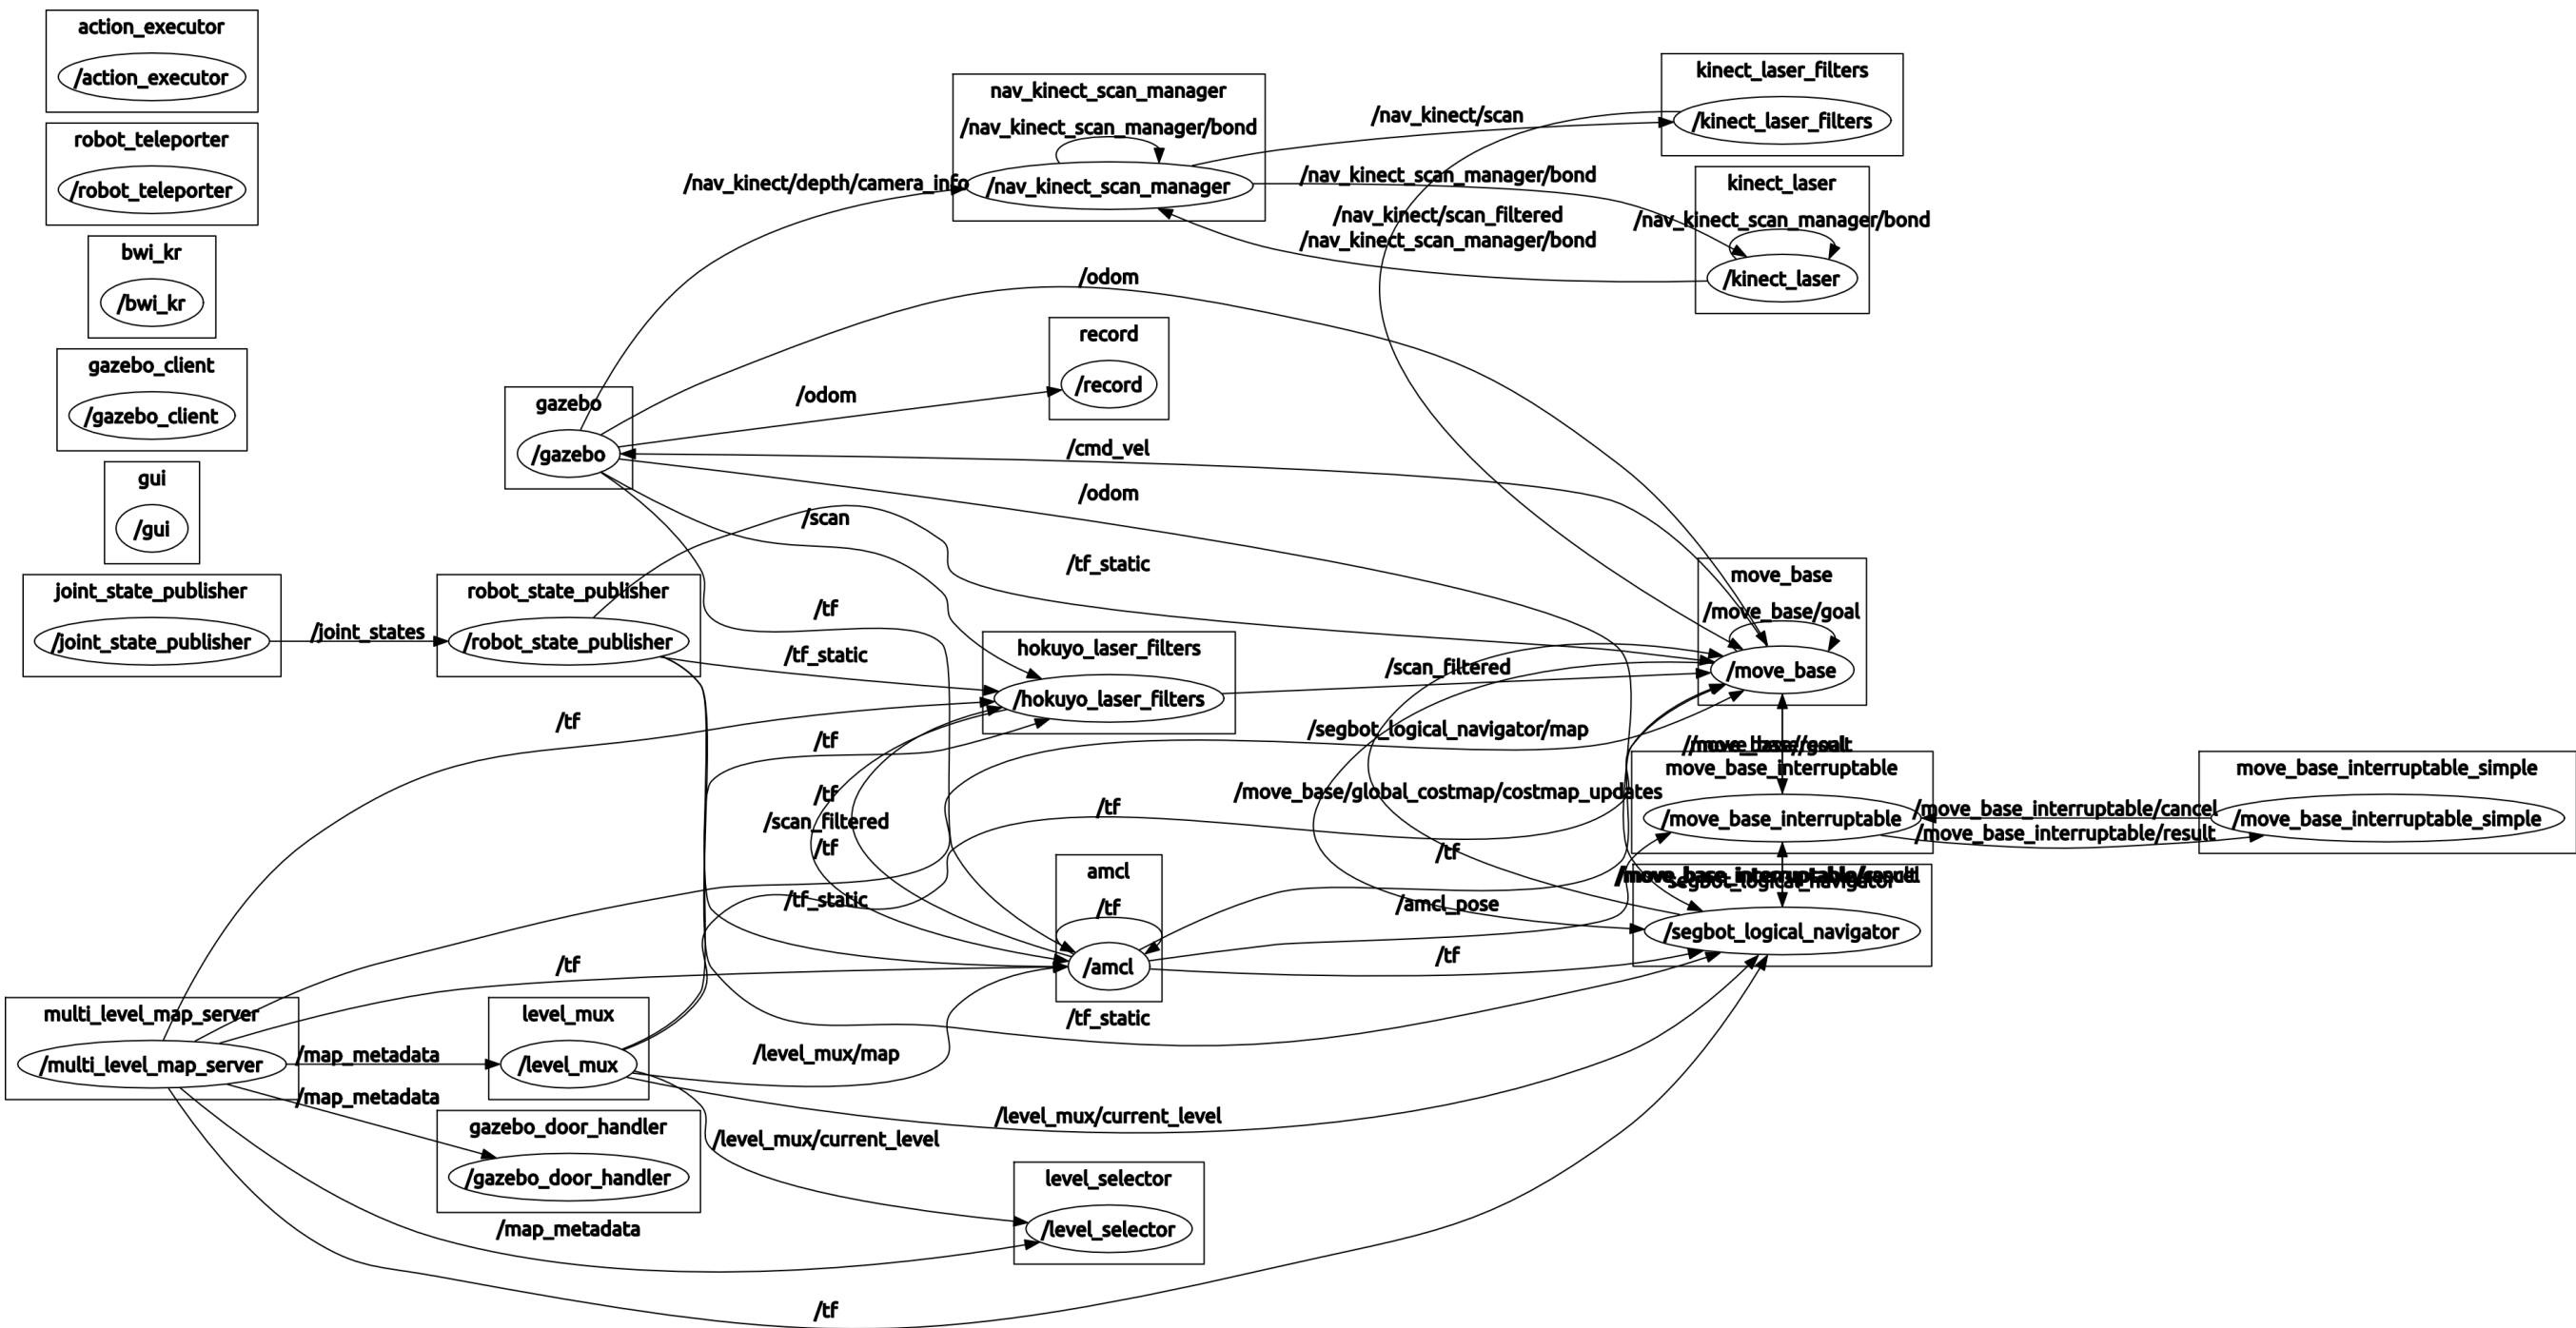 action_executor
/action_executor
robot_teleporter
/robot_teleporter
bwi_kr
/bwi_kr
gazebo_client
/gazebo_client
gui
/gui
joint_state_publisher
/joint_state_publisher
/joint_states
robot_state_publisher
/robot_state_publisher
gazebo
/gazebo
multi_level_map_server
/multi_level_map_server
/map_metadata
/map_metadata
/map_metadata
level_mux
/level_mux
gazebo_door_handler
/gazebo_door_handler
/nav_kinect/depth/camera_info
/odom
/scan
/tf
/tf_static
/tf
/tf
/tf
/scan_filtered
/tf
/tf_static
/tf
/level_mux/map
/level_mux/current_level
/tf
nav_kinect_scan_manager
/nav_kinect_scan_manager/bond
/nav_kinect_scan_manager
/odom
record
/record
/cmd_vel
/odom
/tf_static
hokuyo_laser_filters
/hokuyo_laser_filters
/tf
amcl
/tf
/amcl
/tf_static
/level_mux/current_level
level_selector
/level_selector
/nav_kinect/scan
/nav_kinect_scan_manager/bond
/nav_kinect/scan_filtered
/nav_kinect_scan_manager/bond
/scan_filtered
/segbot_logical_navigator/map
/move_base/global_costmap/costmap_updates
/tf
/amcl_pose
/tf
kinect_laser_filters
/kinect_laser_filters
kinect_laser
/nav_kinect_scan_manager/bond
/kinect_laser
move_base
/move_base/goal
/move_base
move_base_interruptable
/move_base_interruptable
segbot_logical_navigator
/segbot_logical_navigator
/move_base_interruptable/cancel
/move_base_interruptable/result
move_base_interruptable_simple
/move_base_interruptable_simple